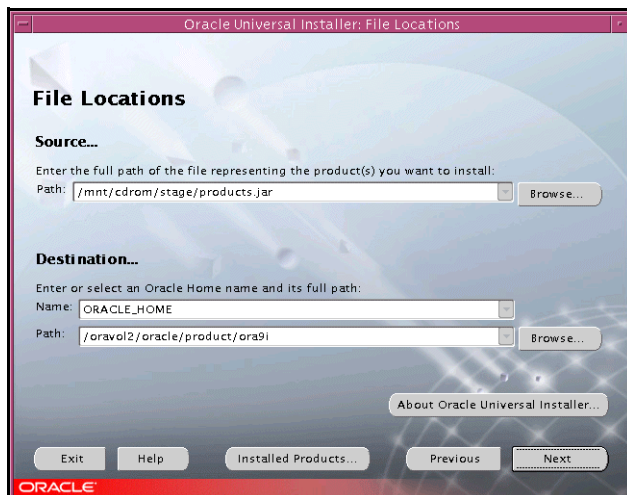 Oracle Universal Installer: File Locations
File Locations
Source...
Enter the full path of the file representing the product(s) you want to install:
Path: /mnt/cdrom/stage/products.jar Browse...
Destination...
Enter or select an Oracle Home name and its full path:
Name: ORACLE_HOME
Path: /oravol2/oracle/product/ora9i Browse...
About Oracle Universal Installer...
Exit Help Installed Products... Previous Next
ORACLE